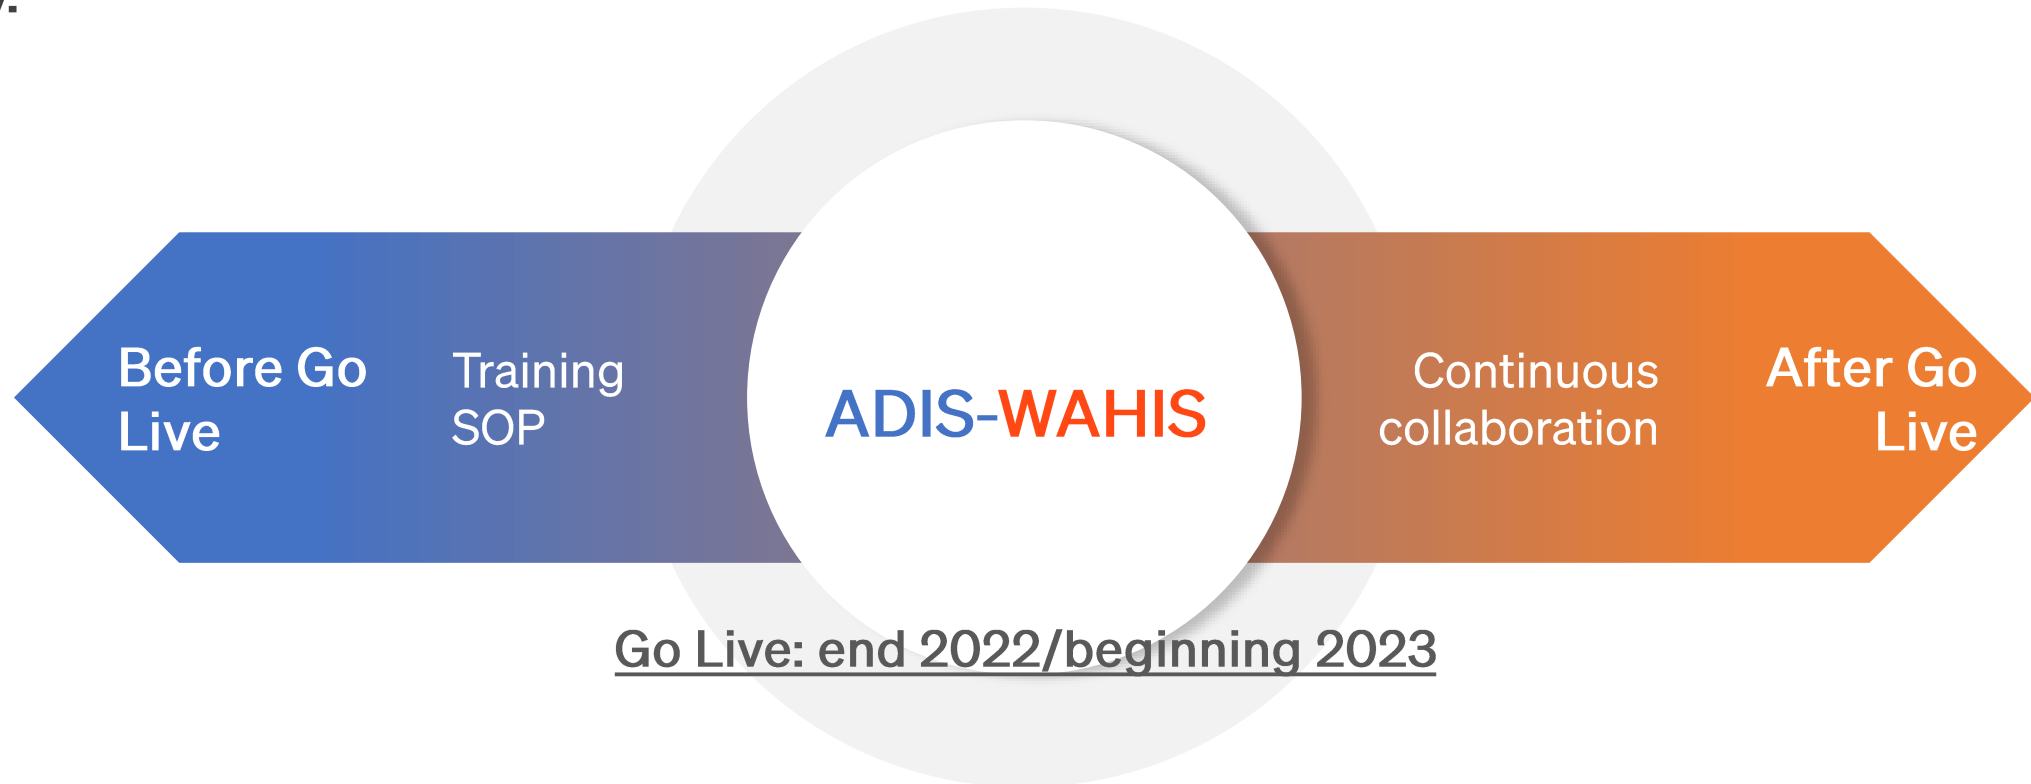 Before Go
Live
Training
SOP
ADIS-WAHIS
Continuous
collaboration
After Go
Live
Go Live: end 2022/beginning 2023